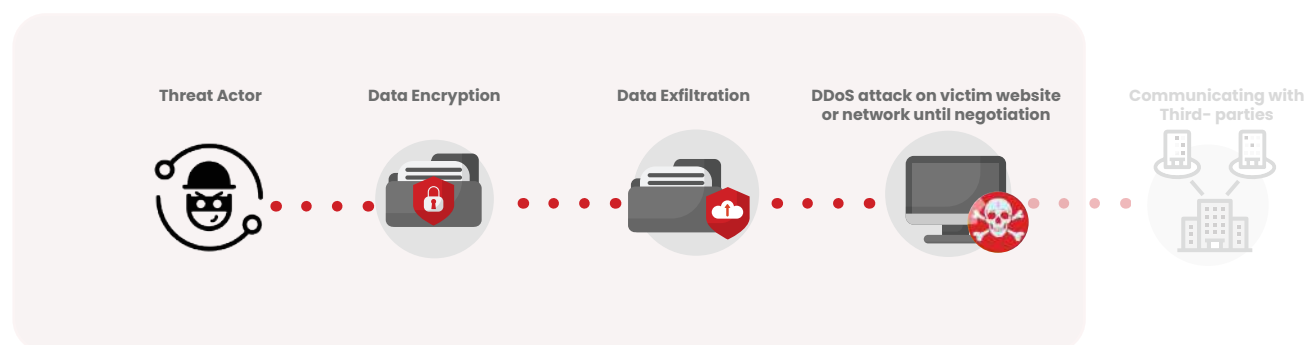 Threat Actor
Data Encryption
Data Exfiltration
DDoS attack on victim website
or network until negotiation
Communicating with
Third- parties